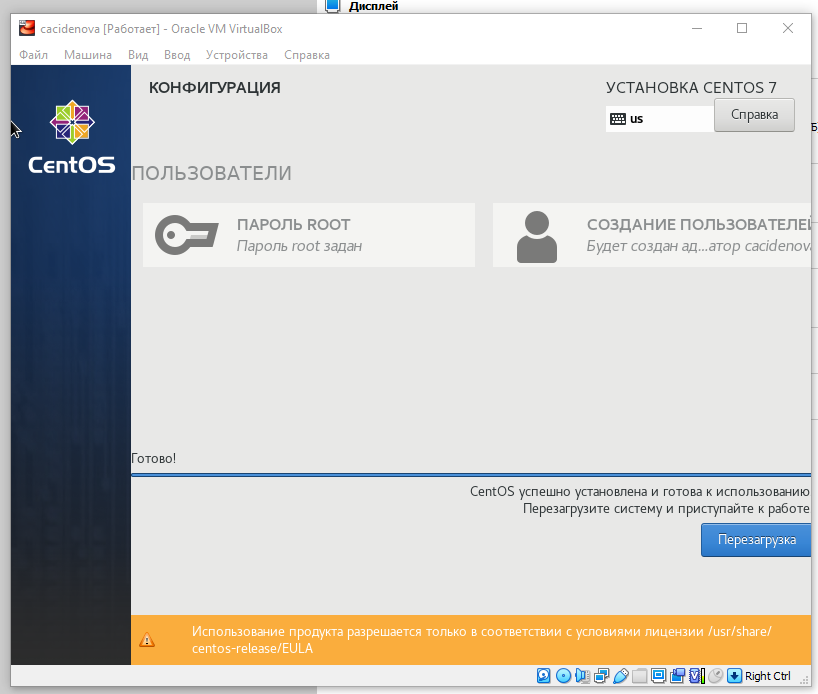 Дисплей
cacidenova [Работает] - Oracle VM VirtualBox
Файл Машина Вид Ввод Устройства Справка
КОНФИГУРАЦИЯ
УСТАНОВКА CENTOS 7
us
Справка
CentOS
ПОЛЬЗОВАТЕЛИ
ПАРОЛЬ ROOT
Пароль root задан
СОЗДАНИЕ ПОЛЬЗОВАТЕЛЕЙ
Будет создан ад...атор cacidenova
Готово!
CentOS успешно установлена и готова к использованию
Перезагрузите систему и приступайте к работе
Перезагрузка
Использование продукта разрешается только в соответствии с условиями лицензии /usr/share/
centos-release/EULA
Right Ctrl